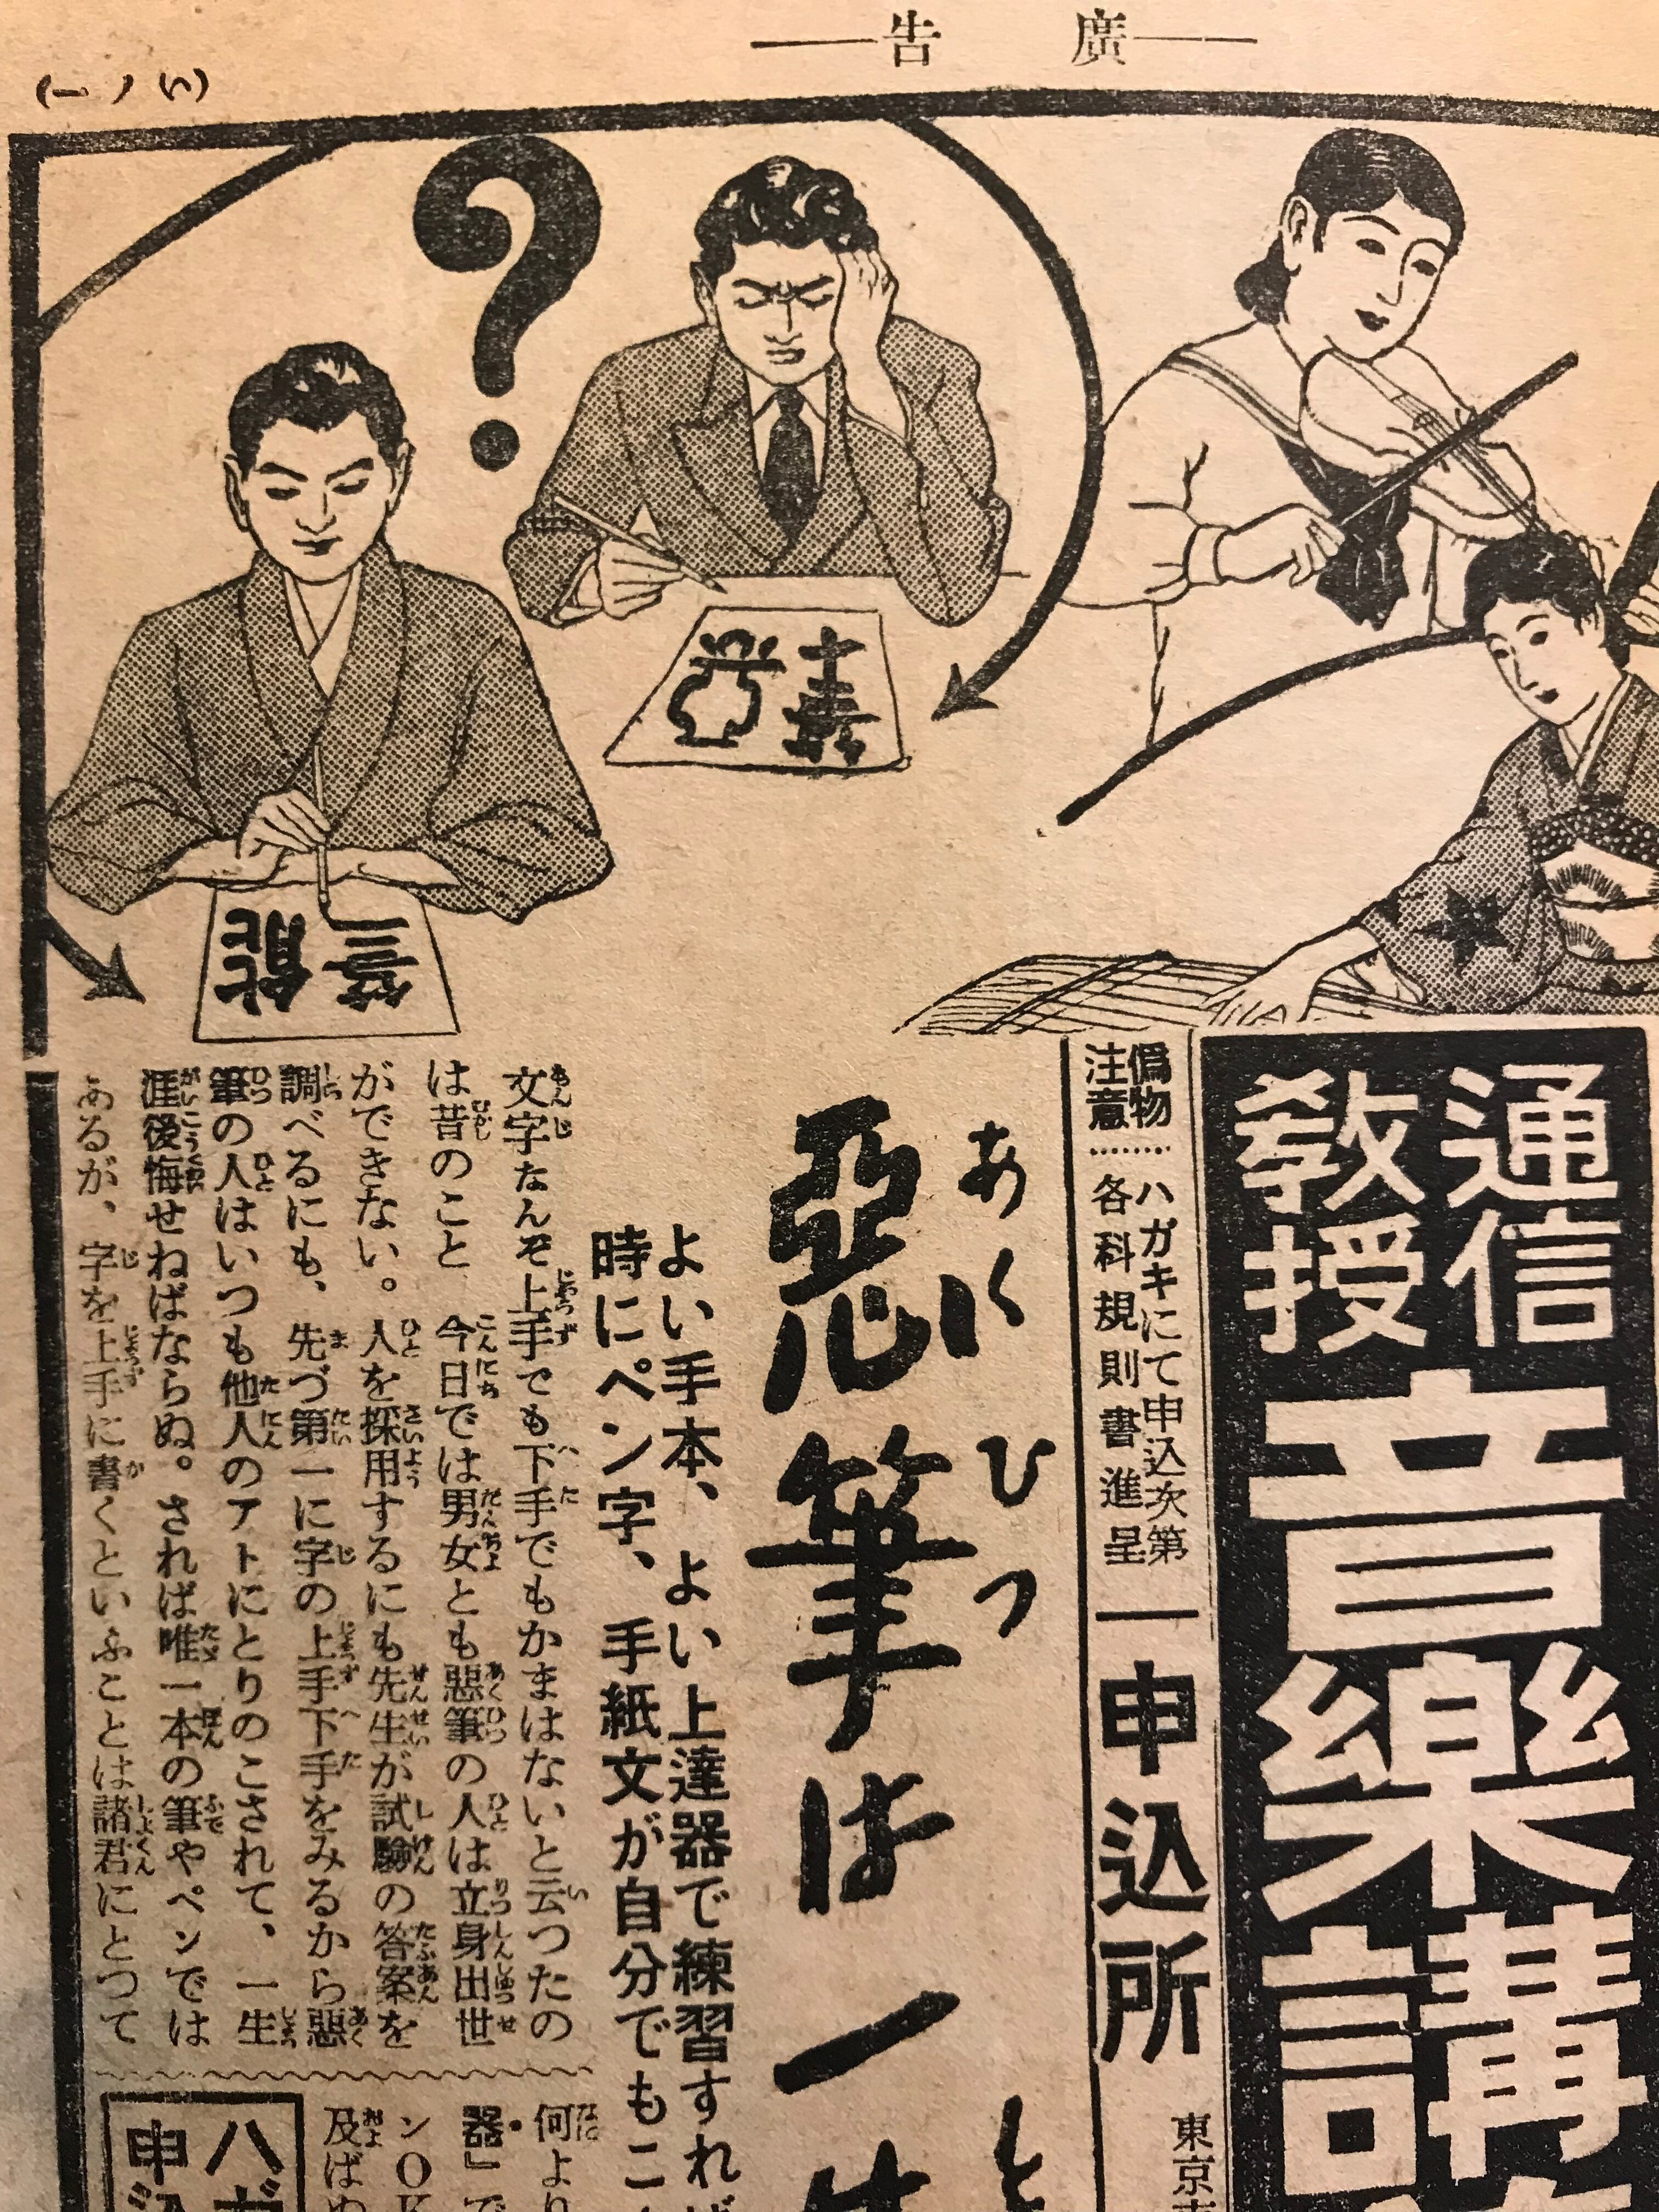 廣告
(い ノ 一)
通信
教授
音樂講
僞物
注意
……ハガキにて申込次第
各科規則書進呈
申込所
東京市
あくひつ
惡筆は一生
よい手本、よい上達器で練習すれば
時にペン字、手紙文が自分でもこ
文字なんぞ上手でも下手でもかまはないと云つたの
は昔のこと 今日では男女とも惡筆の人は立身出世
ができない。人を採用するにも先生が試驗の答案を
調べるにも、先づ第一に字の上手下手をみるから惡
筆の人はいつも他人のアトにとりのこされて、一生
涯後悔せねばならぬ。されば唯一本の筆やペンでは
あるが、字を上手に書くといふことは諸君にとつて
何より
器」で
ンOK
及ばぬ
ハガ
申込
?